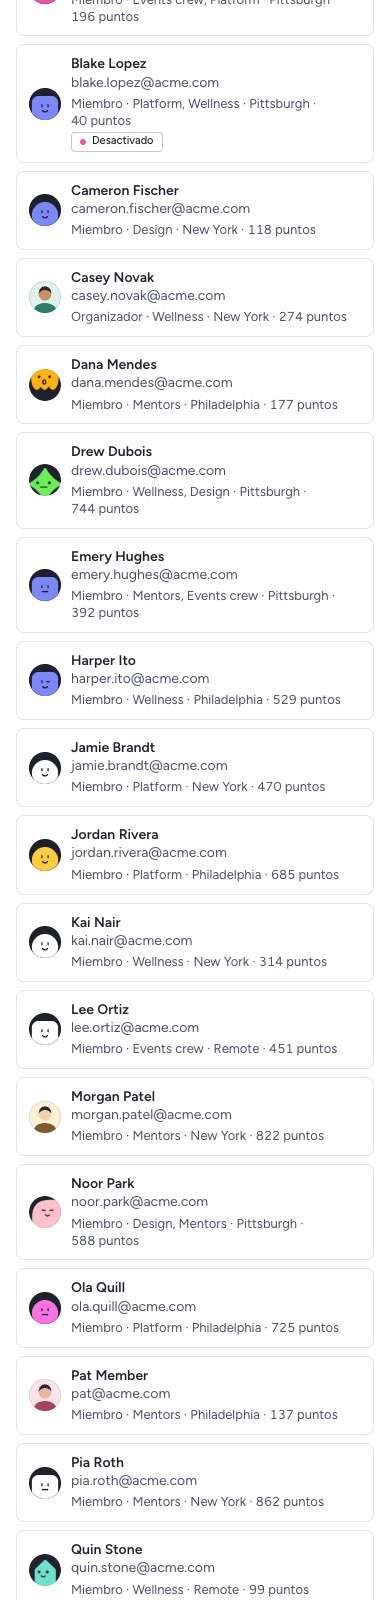 Miembro · Events crew, Platform · Pittsburgh ·
196 puntos
Blake Lopez
blake.lopez@acme.com
Miembro · Platform, Wellness · Pittsburgh ·
40 puntos
Desactivado
Cameron Fischer
cameron.fischer@acme.com
Miembro · Design · New York · 118 puntos
Casey Novak
casey.novak@acme.com
Organizador · Wellness · New York · 274 puntos
Dana Mendes
dana.mendes@acme.com
Miembro · Mentors · Philadelphia · 177 puntos
Drew Dubois
drew.dubois@acme.com
Miembro · Wellness, Design · Pittsburgh ·
744 puntos
Emery Hughes
emery.hughes@acme.com
Miembro · Mentors, Events crew · Pittsburgh ·
392 puntos
Harper Ito
harper.ito@acme.com
Miembro · Wellness · Philadelphia · 529 puntos
Jamie Brandt
jamie.brandt@acme.com
Miembro · Platform · New York · 470 puntos
Jordan Rivera
jordan.rivera@acme.com
Miembro · Platform · Philadelphia · 685 puntos
Kai Nair
kai.nair@acme.com
Miembro · Wellness · New York · 314 puntos
Lee Ortiz
lee.ortiz@acme.com
Miembro · Events crew · Remote · 451 puntos
Morgan Patel
morgan.patel@acme.com
Miembro · Mentors · New York · 822 puntos
Noor Park
noor.park@acme.com
Miembro · Design, Mentors · Pittsburgh ·
588 puntos
Ola Quill
ola.quill@acme.com
Miembro · Platform · Philadelphia · 725 puntos
Pat Member
pat@acme.com
Miembro · Mentors · Philadelphia · 137 puntos
Pia Roth
pia.roth@acme.com
Miembro · Mentors · New York · 862 puntos
Quin Stone
quin.stone@acme.com
Miembro · Wellness · Remote · 99 puntos